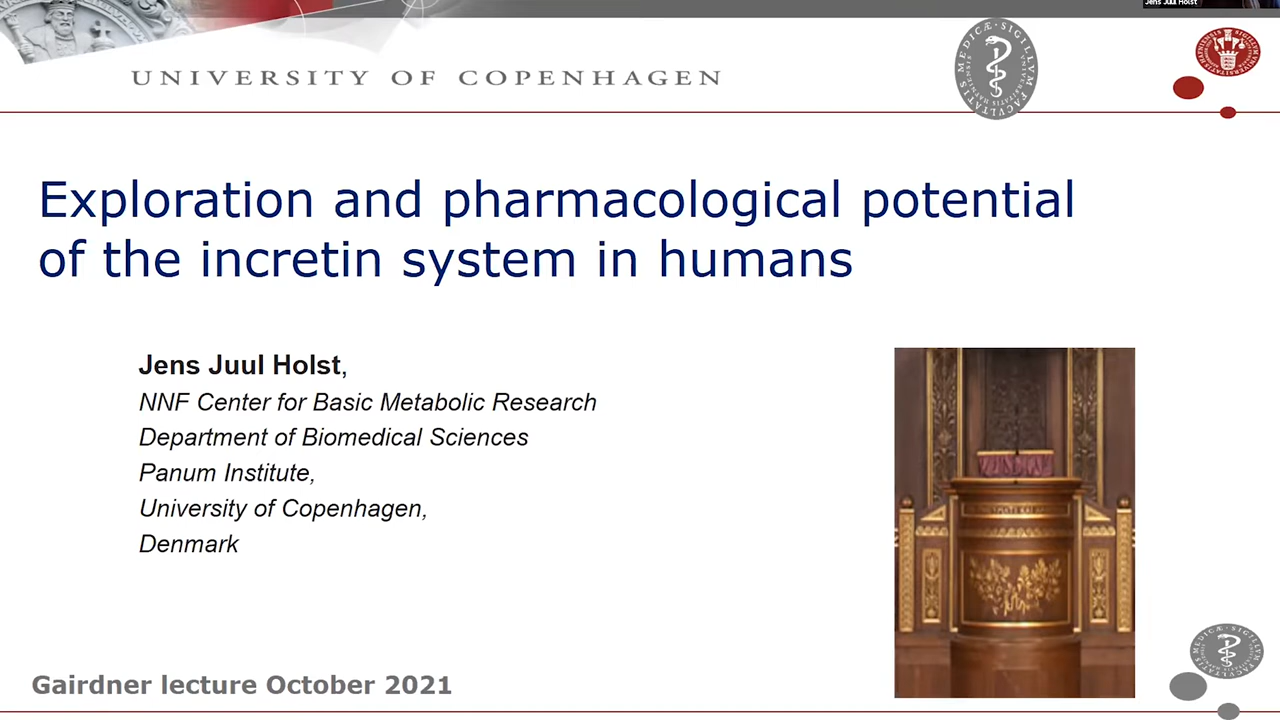 Jens Juul Holst
UNIVERSITY OF COPENHAGEN
Exploration and pharmacological potential
of the incretin system in humans
Jens Juul Holst,
NNF Center for Basic Metabolic Research
Department of Biomedical Sciences
Panum Institute,
University of Copenhagen,
Denmark
Gairdner lecture October 2021